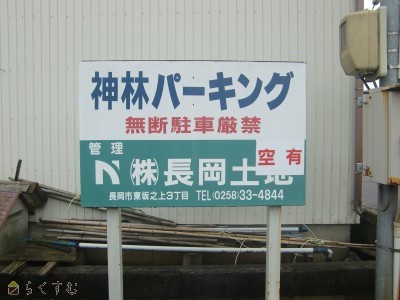 神林パーキング
無断駐車厳禁
管理
㈱長岡土地
空有
長岡市東坂之上3丁目 TEL(0258)33-4844
らくすむ